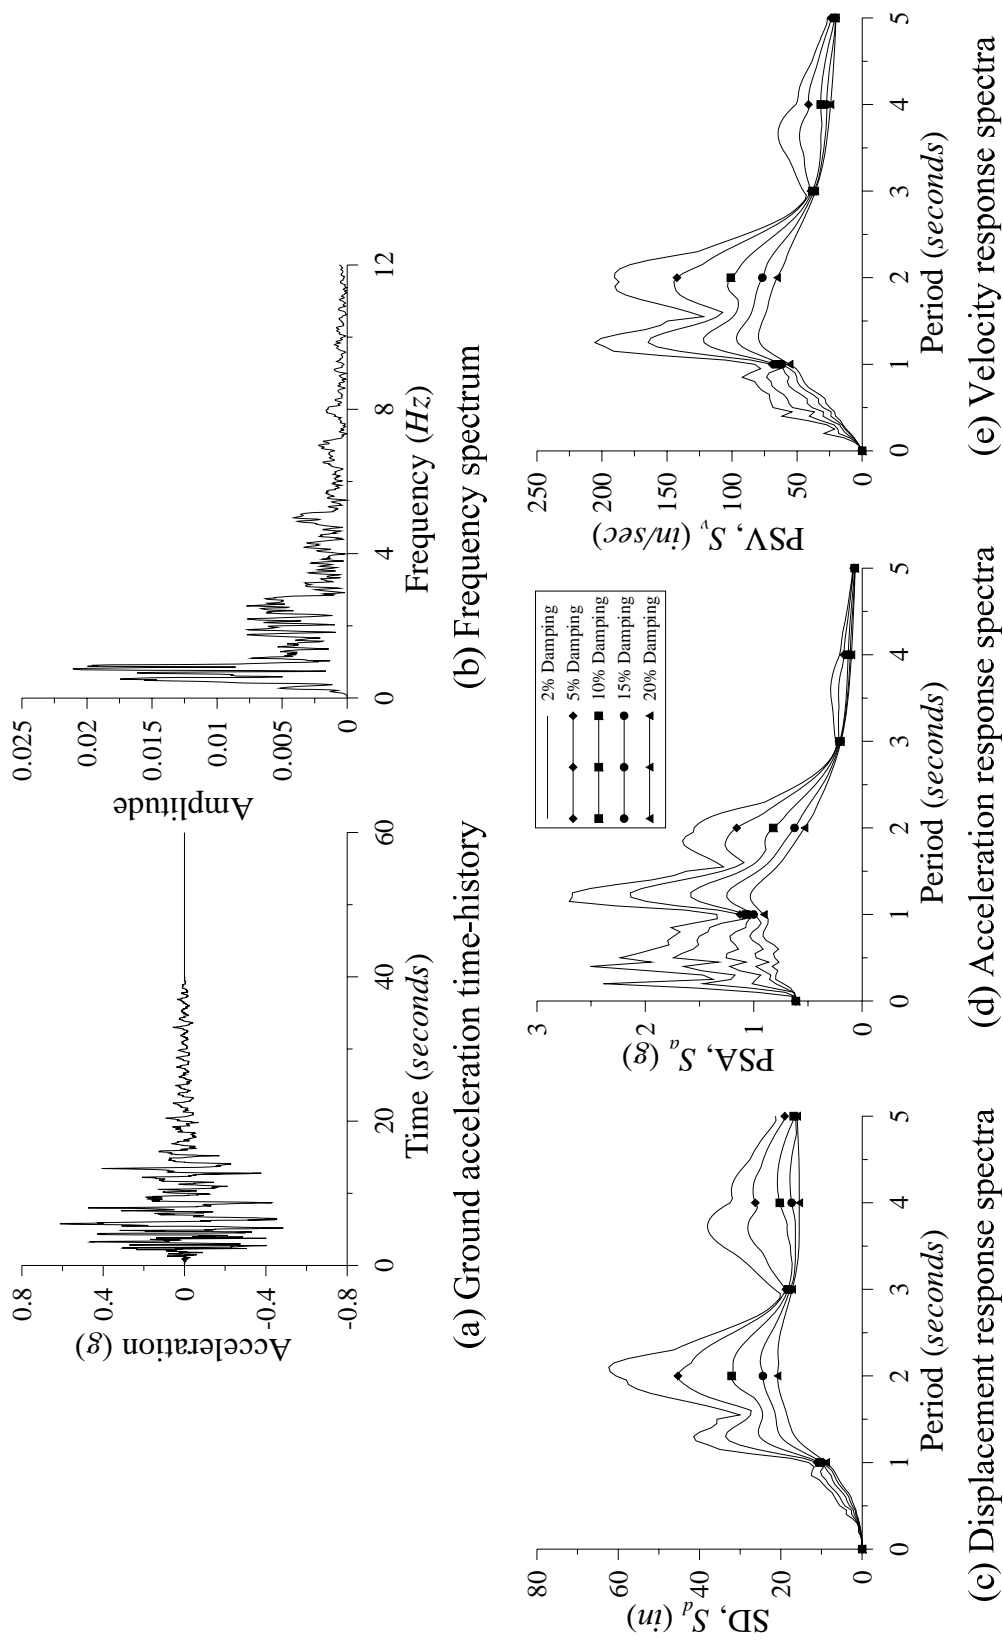 0.8
0.4
0
-0.4
-0.8
Acceleration (g)
0
20
40
60
Time (seconds)
(a) Ground acceleration time-history
0.025
0.02
0.015
0.01
0.005
0
Amplitude
0
4
8
12
Frequency (Hz)
(b) Frequency spectrum
80
60
40
20
0
SD, Sd (in)
0
1
2
3
4
5
Period (seconds)
(c) Displacement response spectra
3
2
1
0
PSA, Sa (g)
2% Damping
5% Damping
10% Damping
15% Damping
20% Damping
0
1
2
3
4
5
Period (seconds)
(d) Acceleration response spectra
250
200
150
100
50
0
PSV, Sv (in/sec)
0
1
2
3
4
5
Period (seconds)
(e) Velocity response spectra